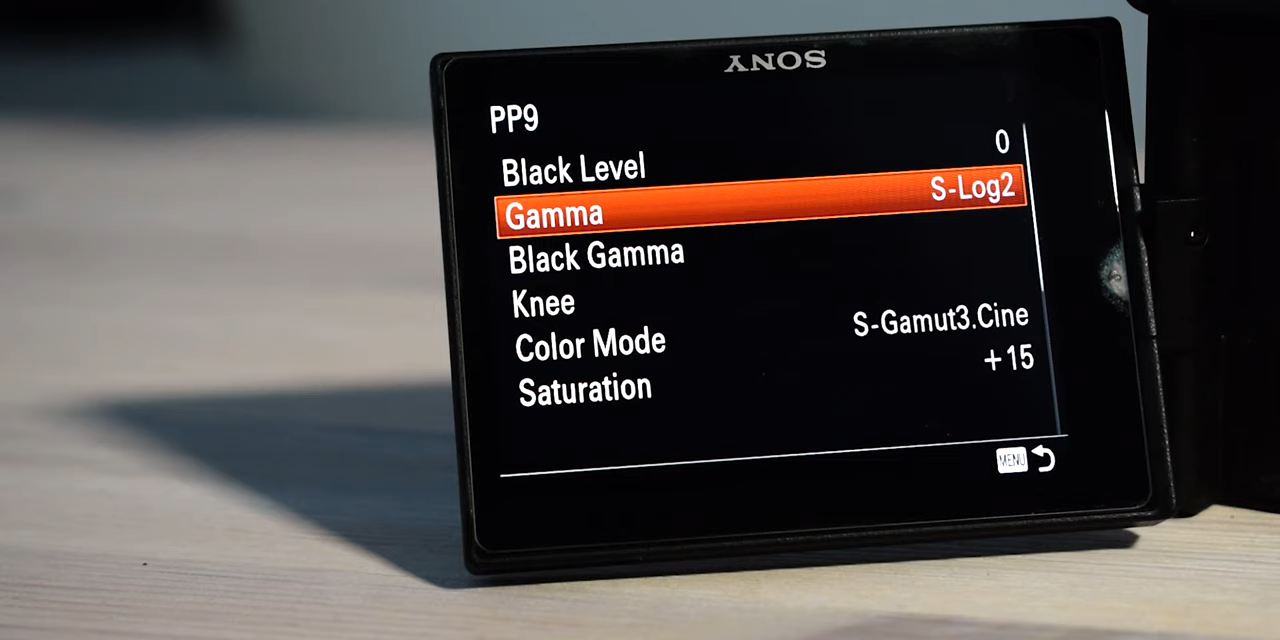 SONY
PP9
Black Level 0
Gamma S-Log2
Black Gamma
Knee
Color Mode S-Gamut3.Cine
Saturation +15
MENU